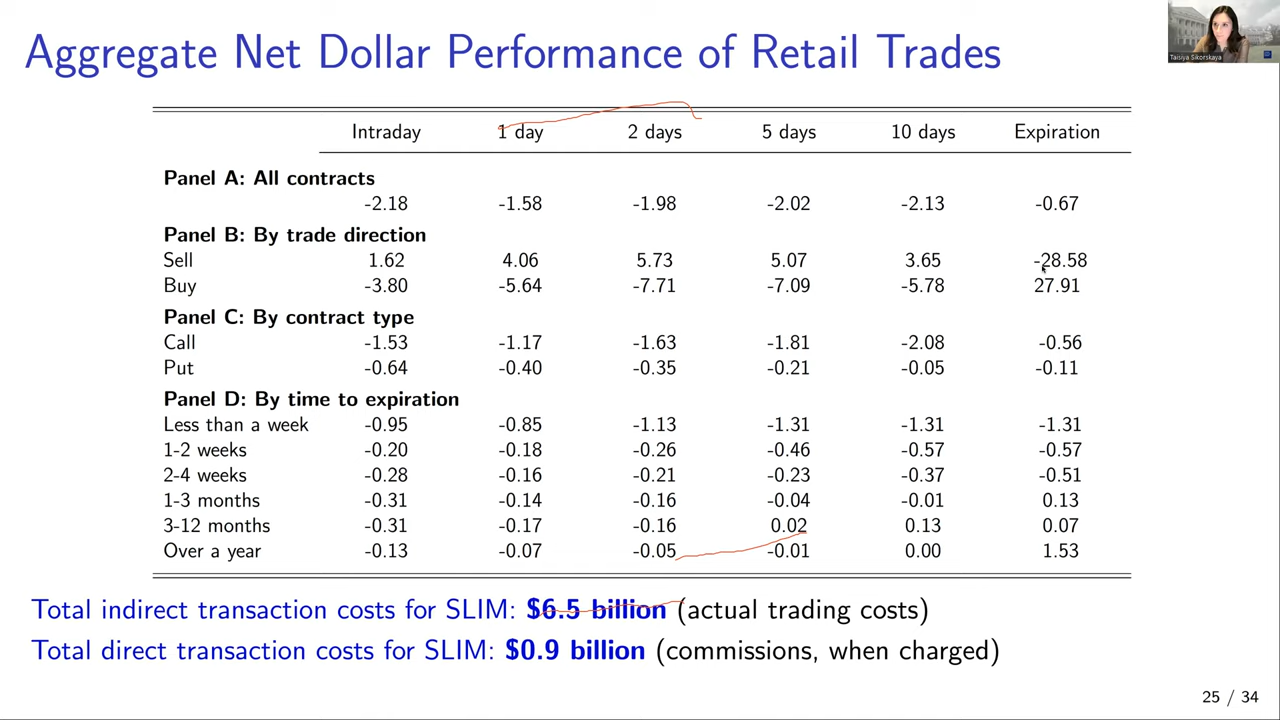 Aggregate Net Dollar Performance of Retail Trades
Taisiya Sikorskaya
Intraday 1 day 2 days 5 days 10 days Expiration
Panel A: All contracts
-2.18 -1.58 -1.98 -2.02 -2.13 -0.67
Panel B: By trade direction
Sell 1.62 4.06 5.73 5.07 3.65 -28.58
Buy -3.80 -5.64 -7.71 -7.09 -5.78 27.91
Panel C: By contract type
Call -1.53 -1.17 -1.63 -1.81 -2.08 -0.56
Put -0.64 -0.40 -0.35 -0.21 -0.05 -0.11
Panel D: By time to expiration
Less than a week -0.95 -0.85 -1.13 -1.31 -1.31 -1.31
1-2 weeks -0.20 -0.18 -0.26 -0.46 -0.57 -0.57
2-4 weeks -0.28 -0.16 -0.21 -0.23 -0.37 -0.51
1-3 months -0.31 -0.14 -0.16 -0.04 -0.01 0.13
3-12 months -0.31 -0.17 -0.16 0.02 0.13 0.07
Over a year -0.13 -0.07 -0.05 -0.01 0.00 1.53
Total indirect transaction costs for SLIM: $6.5 billion (actual trading costs)
Total direct transaction costs for SLIM: $0.9 billion (commissions, when charged)
25 / 34